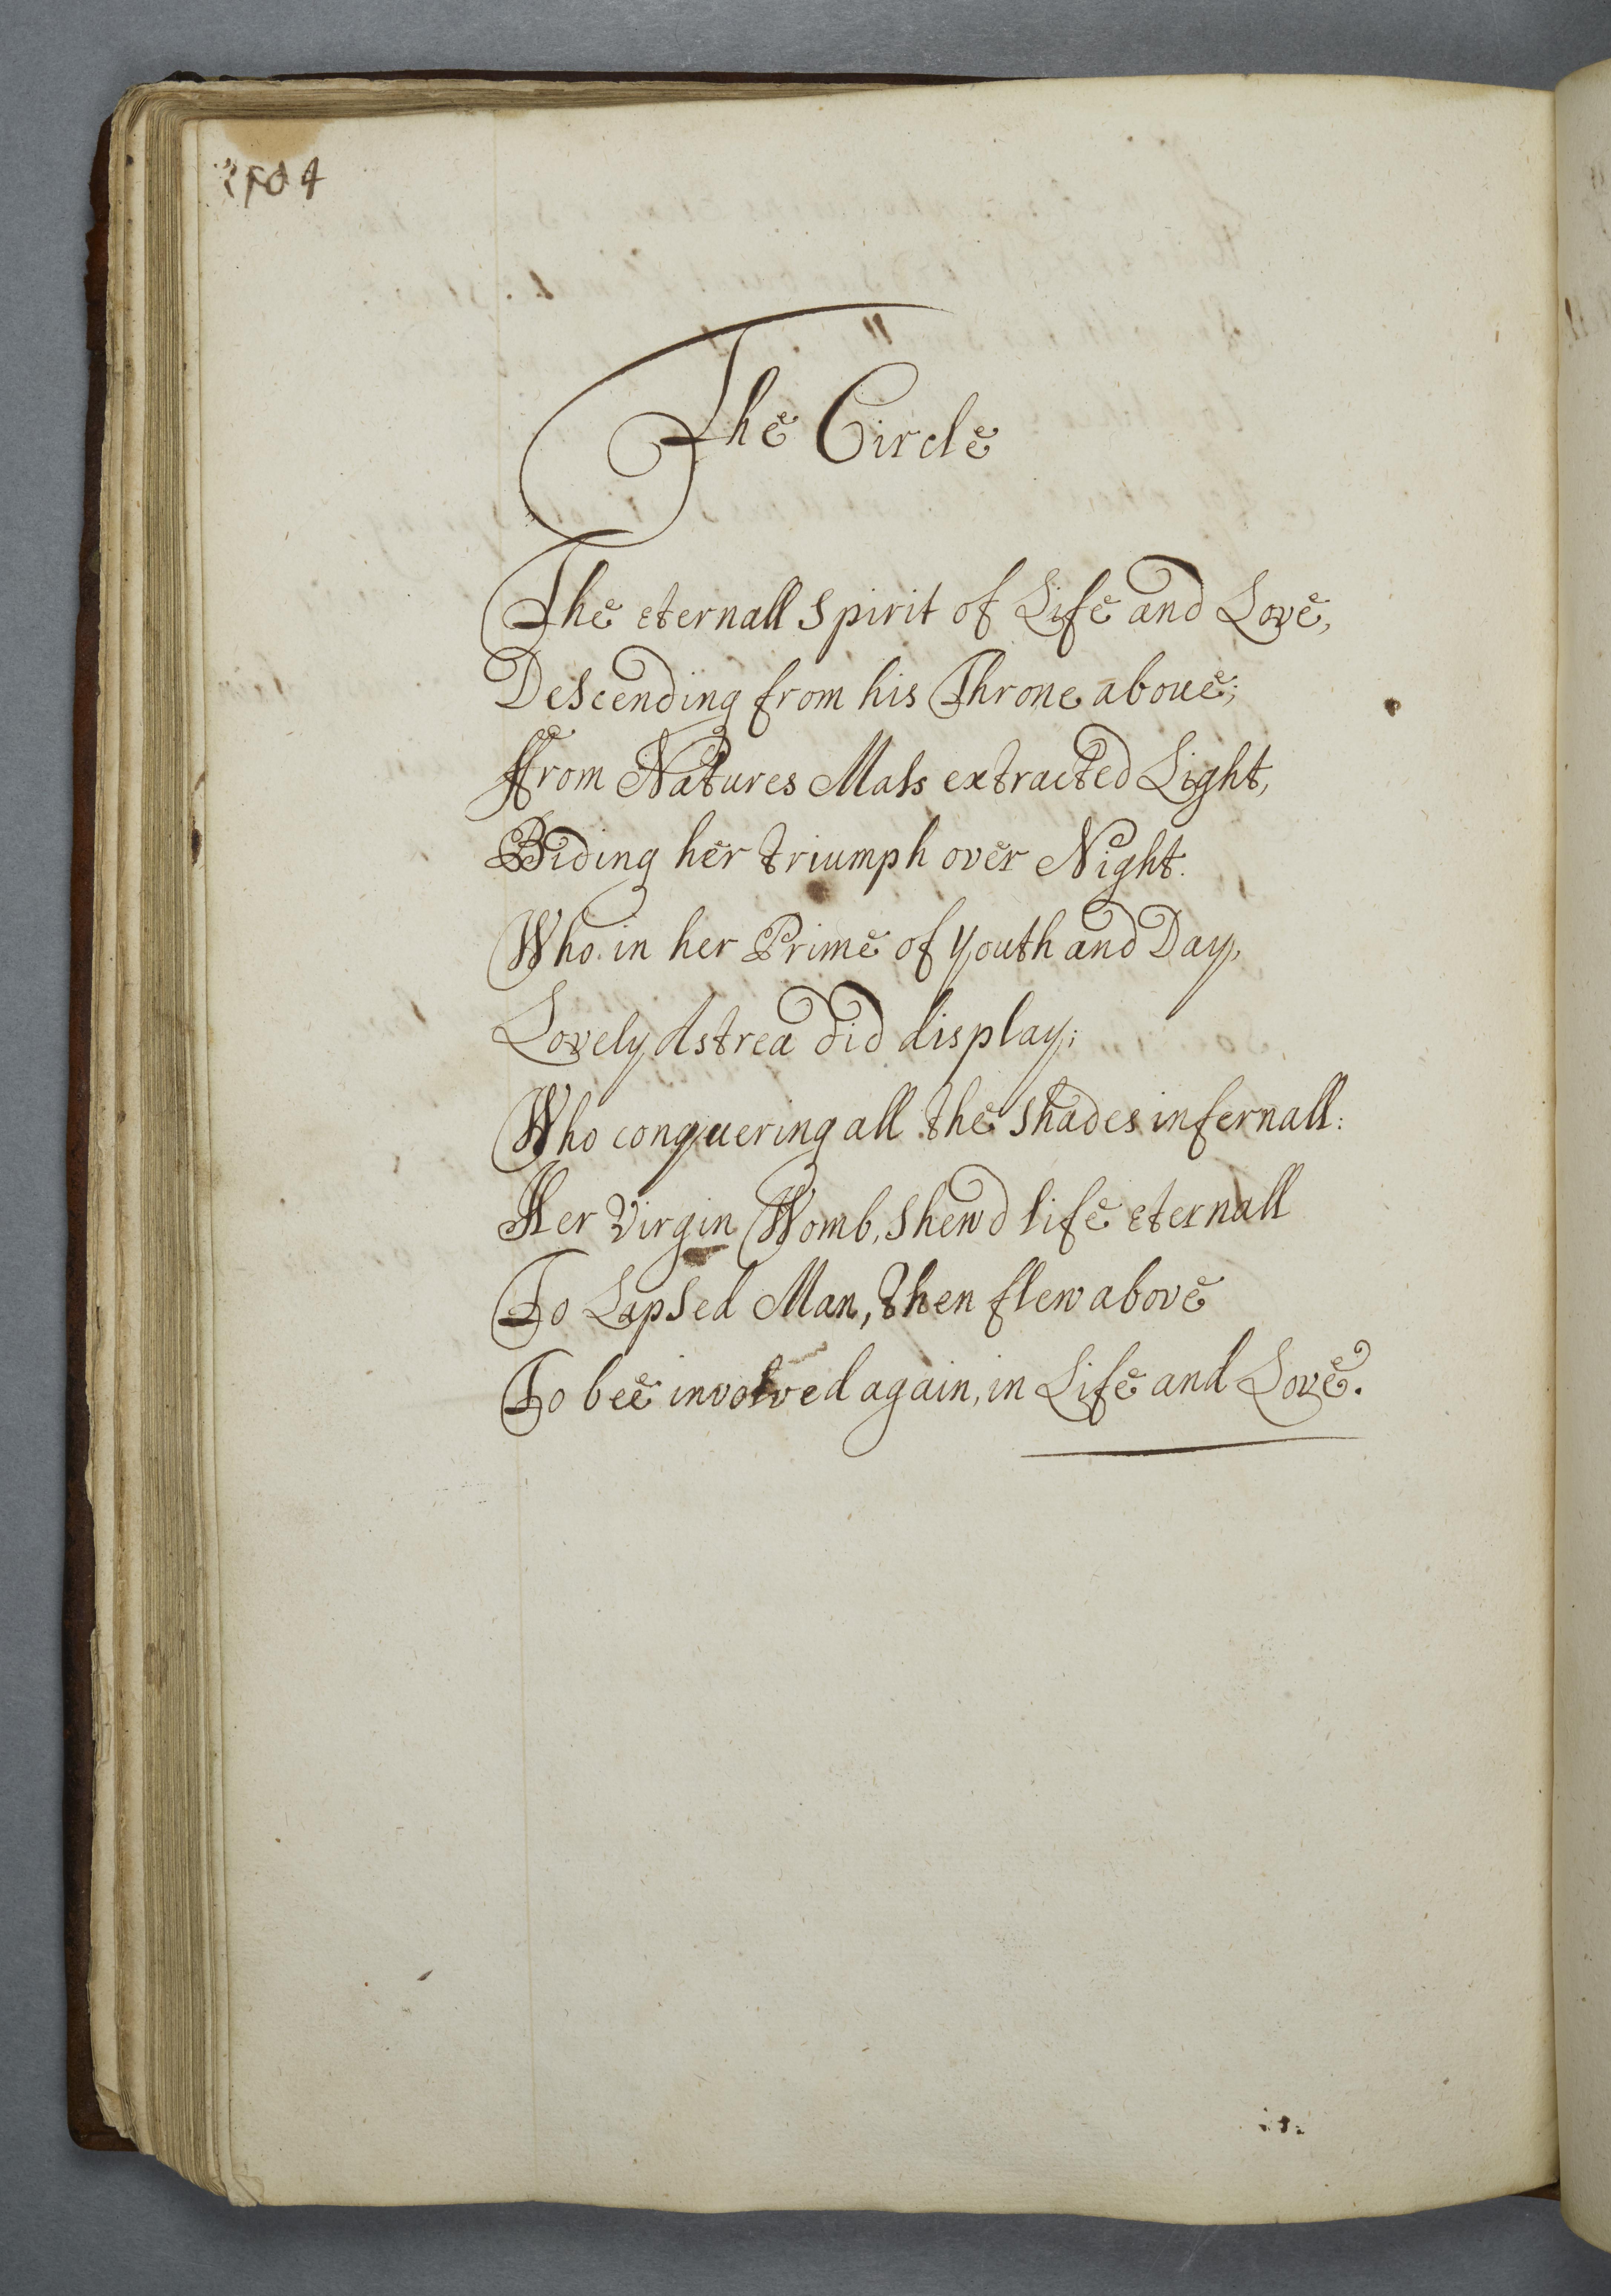 The Circle
The eternall Spirit of Life and Love,
Descending from his Throne aboue;
ffrom Natures Mass extracted Light,
Biding her triumph over Night.
Who in her Prime of Youth and Day,
Lovely Astrea did display;
Who conquering all the Shades infernall:
Her Virgin Womb, Shew'd life eternall
To Lapsed Man, then flew above
To bee involved again, in Life and Love.